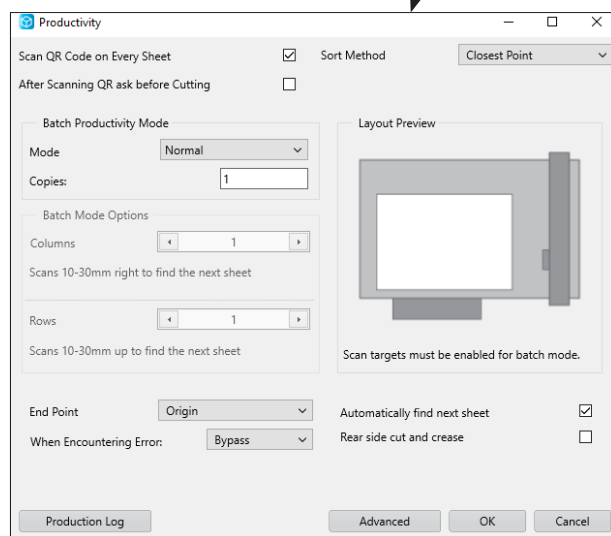 Productivity
Scan QR Code on Every Sheet
Sort Method
Closest Point
After Scanning QR ask before Cutting
Batch Productivity Mode
Mode
Normal
Copies:
1
Batch Mode Options
Columns
1
Scans 10-30mm right to find the next sheet
Rows
1
Scans 10-30mm up to find the next sheet
Layout Preview
Scan targets must be enabled for batch mode.
End Point
Origin
Automatically find next sheet
When Encountering Error:
Bypass
Rear side cut and crease
Production Log
Advanced
OK
Cancel